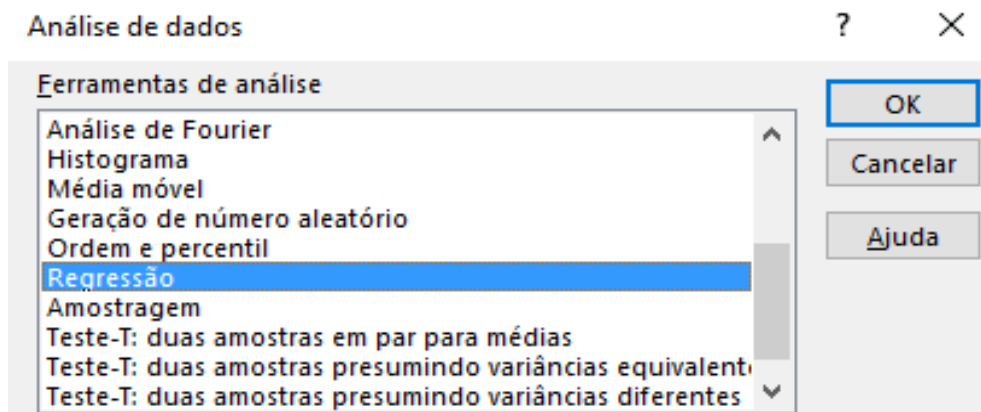 Análise de dados ? ×
Ferramentas de análise
OK
Análise de Fourier
Histograma
Cancelar
Média móvel
Geração de número aleatório
Ajuda
Ordem e percentil
Regressão
Amostragem
Teste-T: duas amostras em par para médias
Teste-T: duas amostras presumindo variâncias equivalent
Teste-T: duas amostras presumindo variâncias diferentes